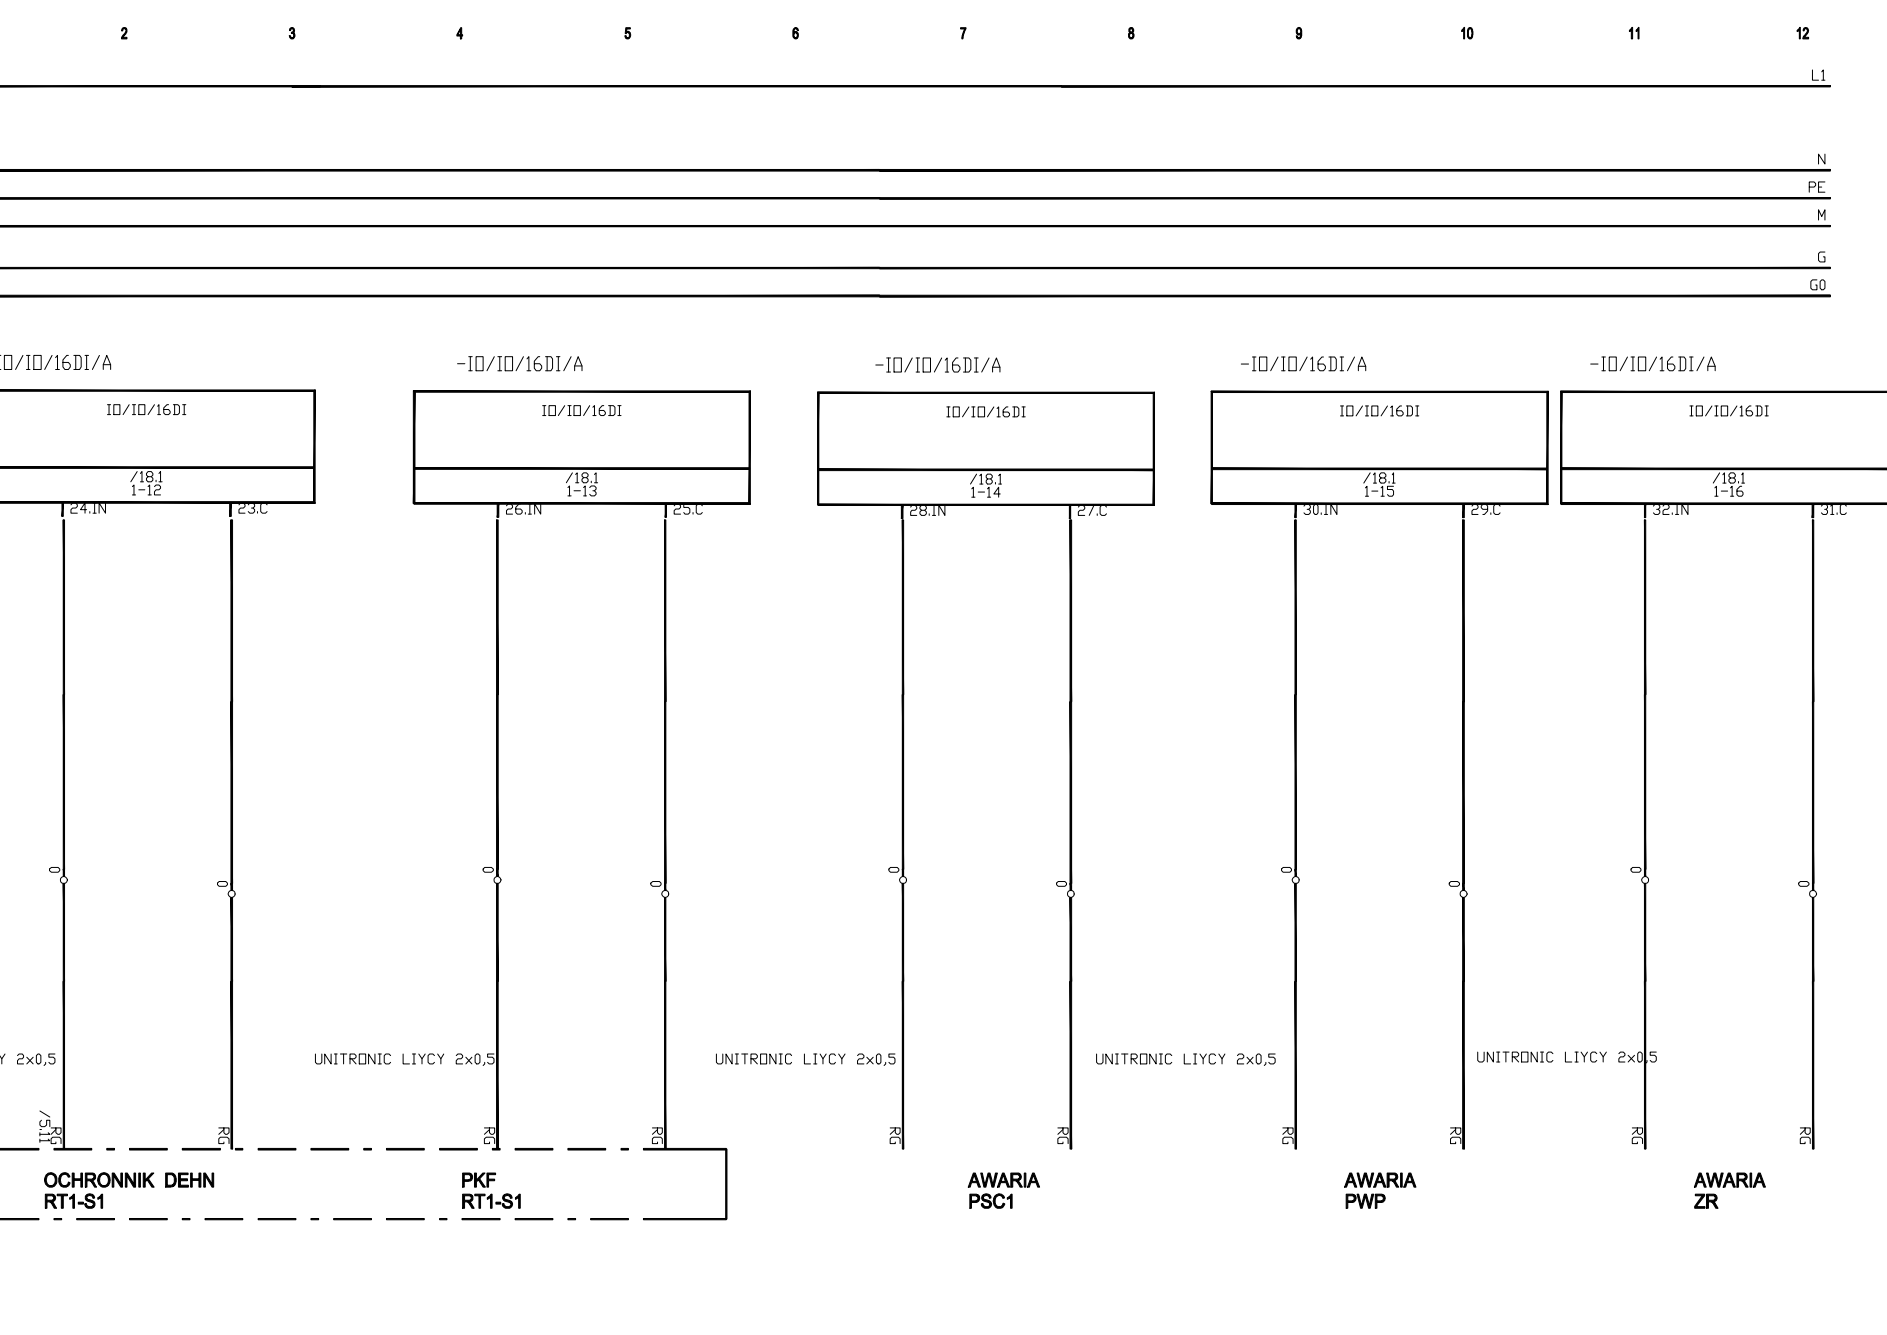 2 3 4 5 6 7 8 9 10 11 12
L1
N
PE
M
G
G0
IO/IO/16DI/A -IO/IO/16DI/A -IO/IO/16DI/A -IO/IO/16DI/A -IO/IO/16DI/A
IO/IO/16DI IO/IO/16DI IO/IO/16DI IO/IO/16DI IO/IO/16DI
/18.1 /18.1 /18.1 /18.1 /18.1
1-12 1-13 1-14 1-15 1-16
24.IN 23.C 26.IN 25.C 28.IN 27.C 30.IN 29.C 32.IN 31.C
0 0 0 0 0 0 0 0 0 0
Y 2x0,5 UNITRONIC LIYCY 2x0,5 UNITRONIC LIYCY 2x0,5 UNITRONIC LIYCY 2x0,5 UNITRONIC LIYCY 2x0,5
/5.11 RG RG RG RG RG RG RG RG RG RG
OCHRONNIK DEHN
RT1-S1
PKF
RT1-S1
AWARIA
PSC1
AWARIA
PWP
AWARIA
ZR